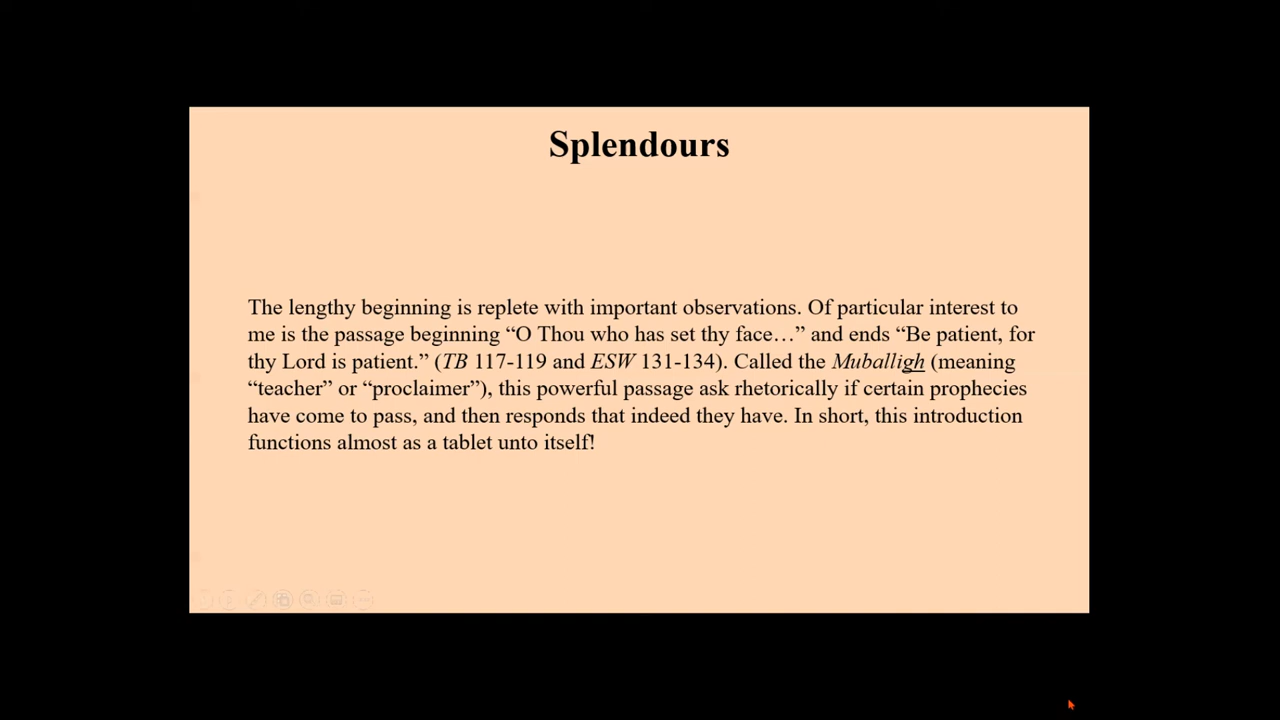 Splendours
The lengthy beginning is replete with important observations. Of particular interest to
me is the passage beginning “O Thou who has set thy face…” and ends “Be patient, for
thy Lord is patient.” (TB 117-119 and ESW 131-134). Called the Muballigh (meaning
“teacher” or “proclaimer”), this powerful passage ask rhetorically if certain prophecies
have come to pass, and then responds that indeed they have. In short, this introduction
functions almost as a tablet unto itself!